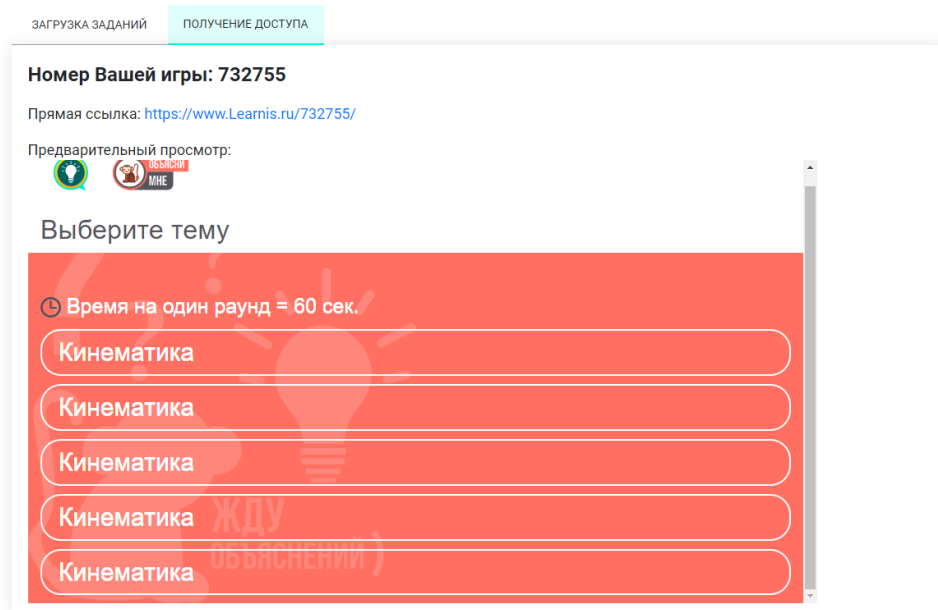 ЗАГРУЗКА ЗАДАНИЙ
ПОЛУЧЕНИЕ ДОСТУПА
Номер Вашей игры: 732755
Прямая ссылка: https://www.Learnis.ru/732755/
Предварительный просмотр:
ОБЪЯСНИ
МНЕ
Выберите тему
Время на один раунд = 60 сек.
Кинематика
Кинематика
Кинематика
Кинематика
ЖДУ
ОБЪЯСНЕНИЙ )
Кинематика